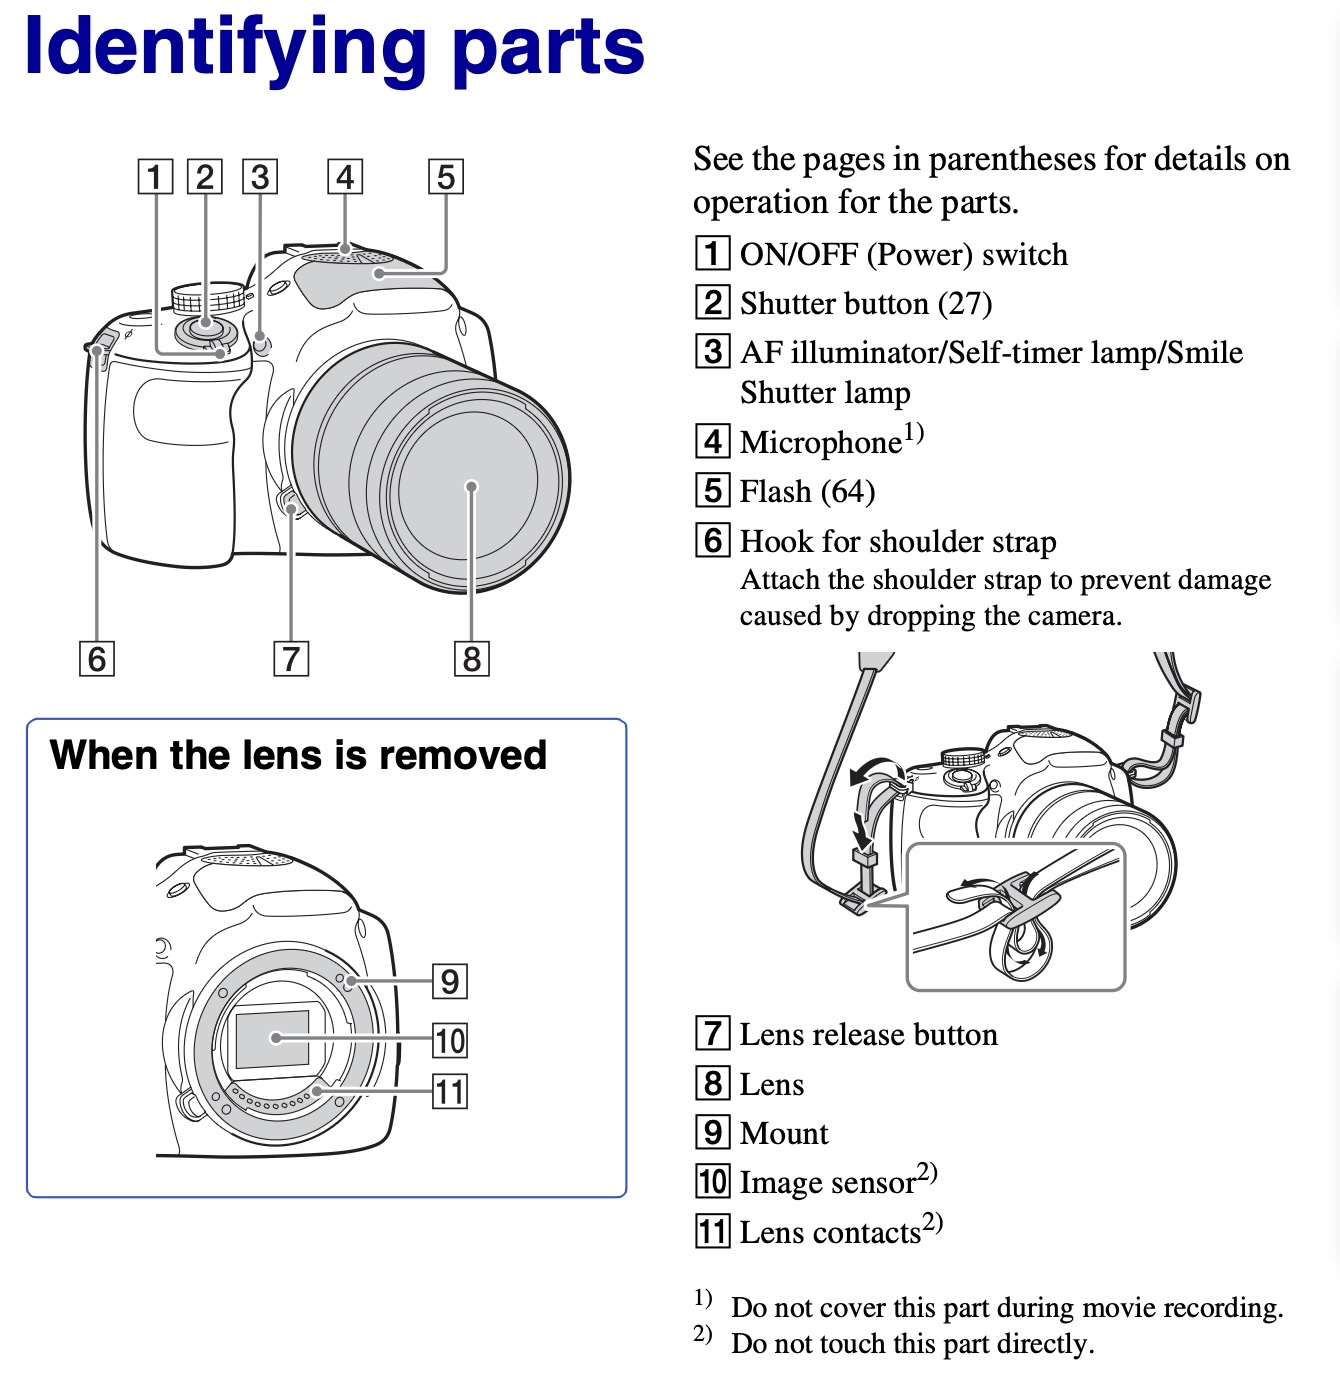 Identifying parts
1 2 3 4 5
6 7 8
When the lens is removed
9
10
11
See the pages in parentheses for details on
operation for the parts.
1 ON/OFF (Power) switch
2 Shutter button (27)
3 AF illuminator/Self-timer lamp/Smile
Shutter lamp
4 Microphone1)
5 Flash (64)
6 Hook for shoulder strap
Attach the shoulder strap to prevent damage
caused by dropping the camera.
7 Lens release button
8 Lens
9 Mount
10 Image sensor2)
11 Lens contacts2)
1) Do not cover this part during movie recording.
2) Do not touch this part directly.